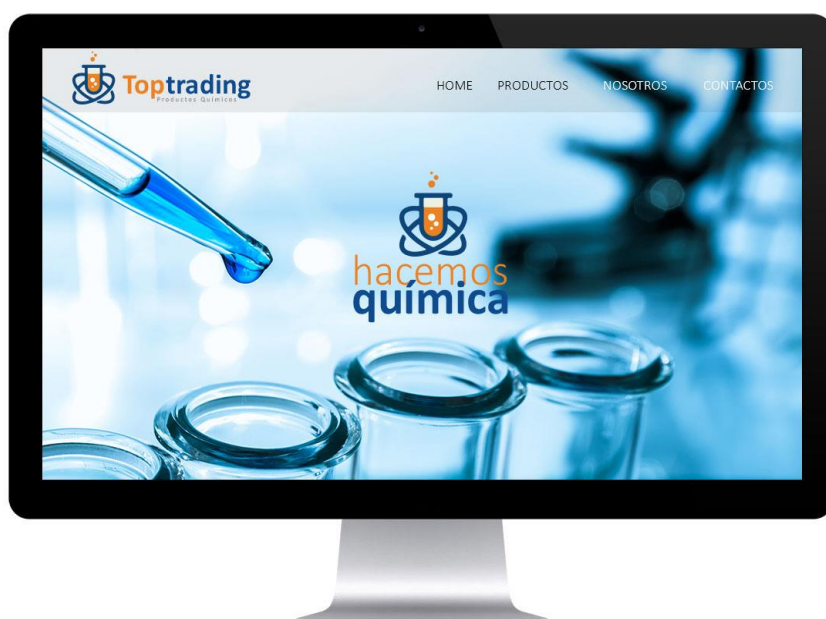 Toptrading
Productos Químicos
HOME PRODUCTOS NOSOTROS CONTACTOS
hacemos
química